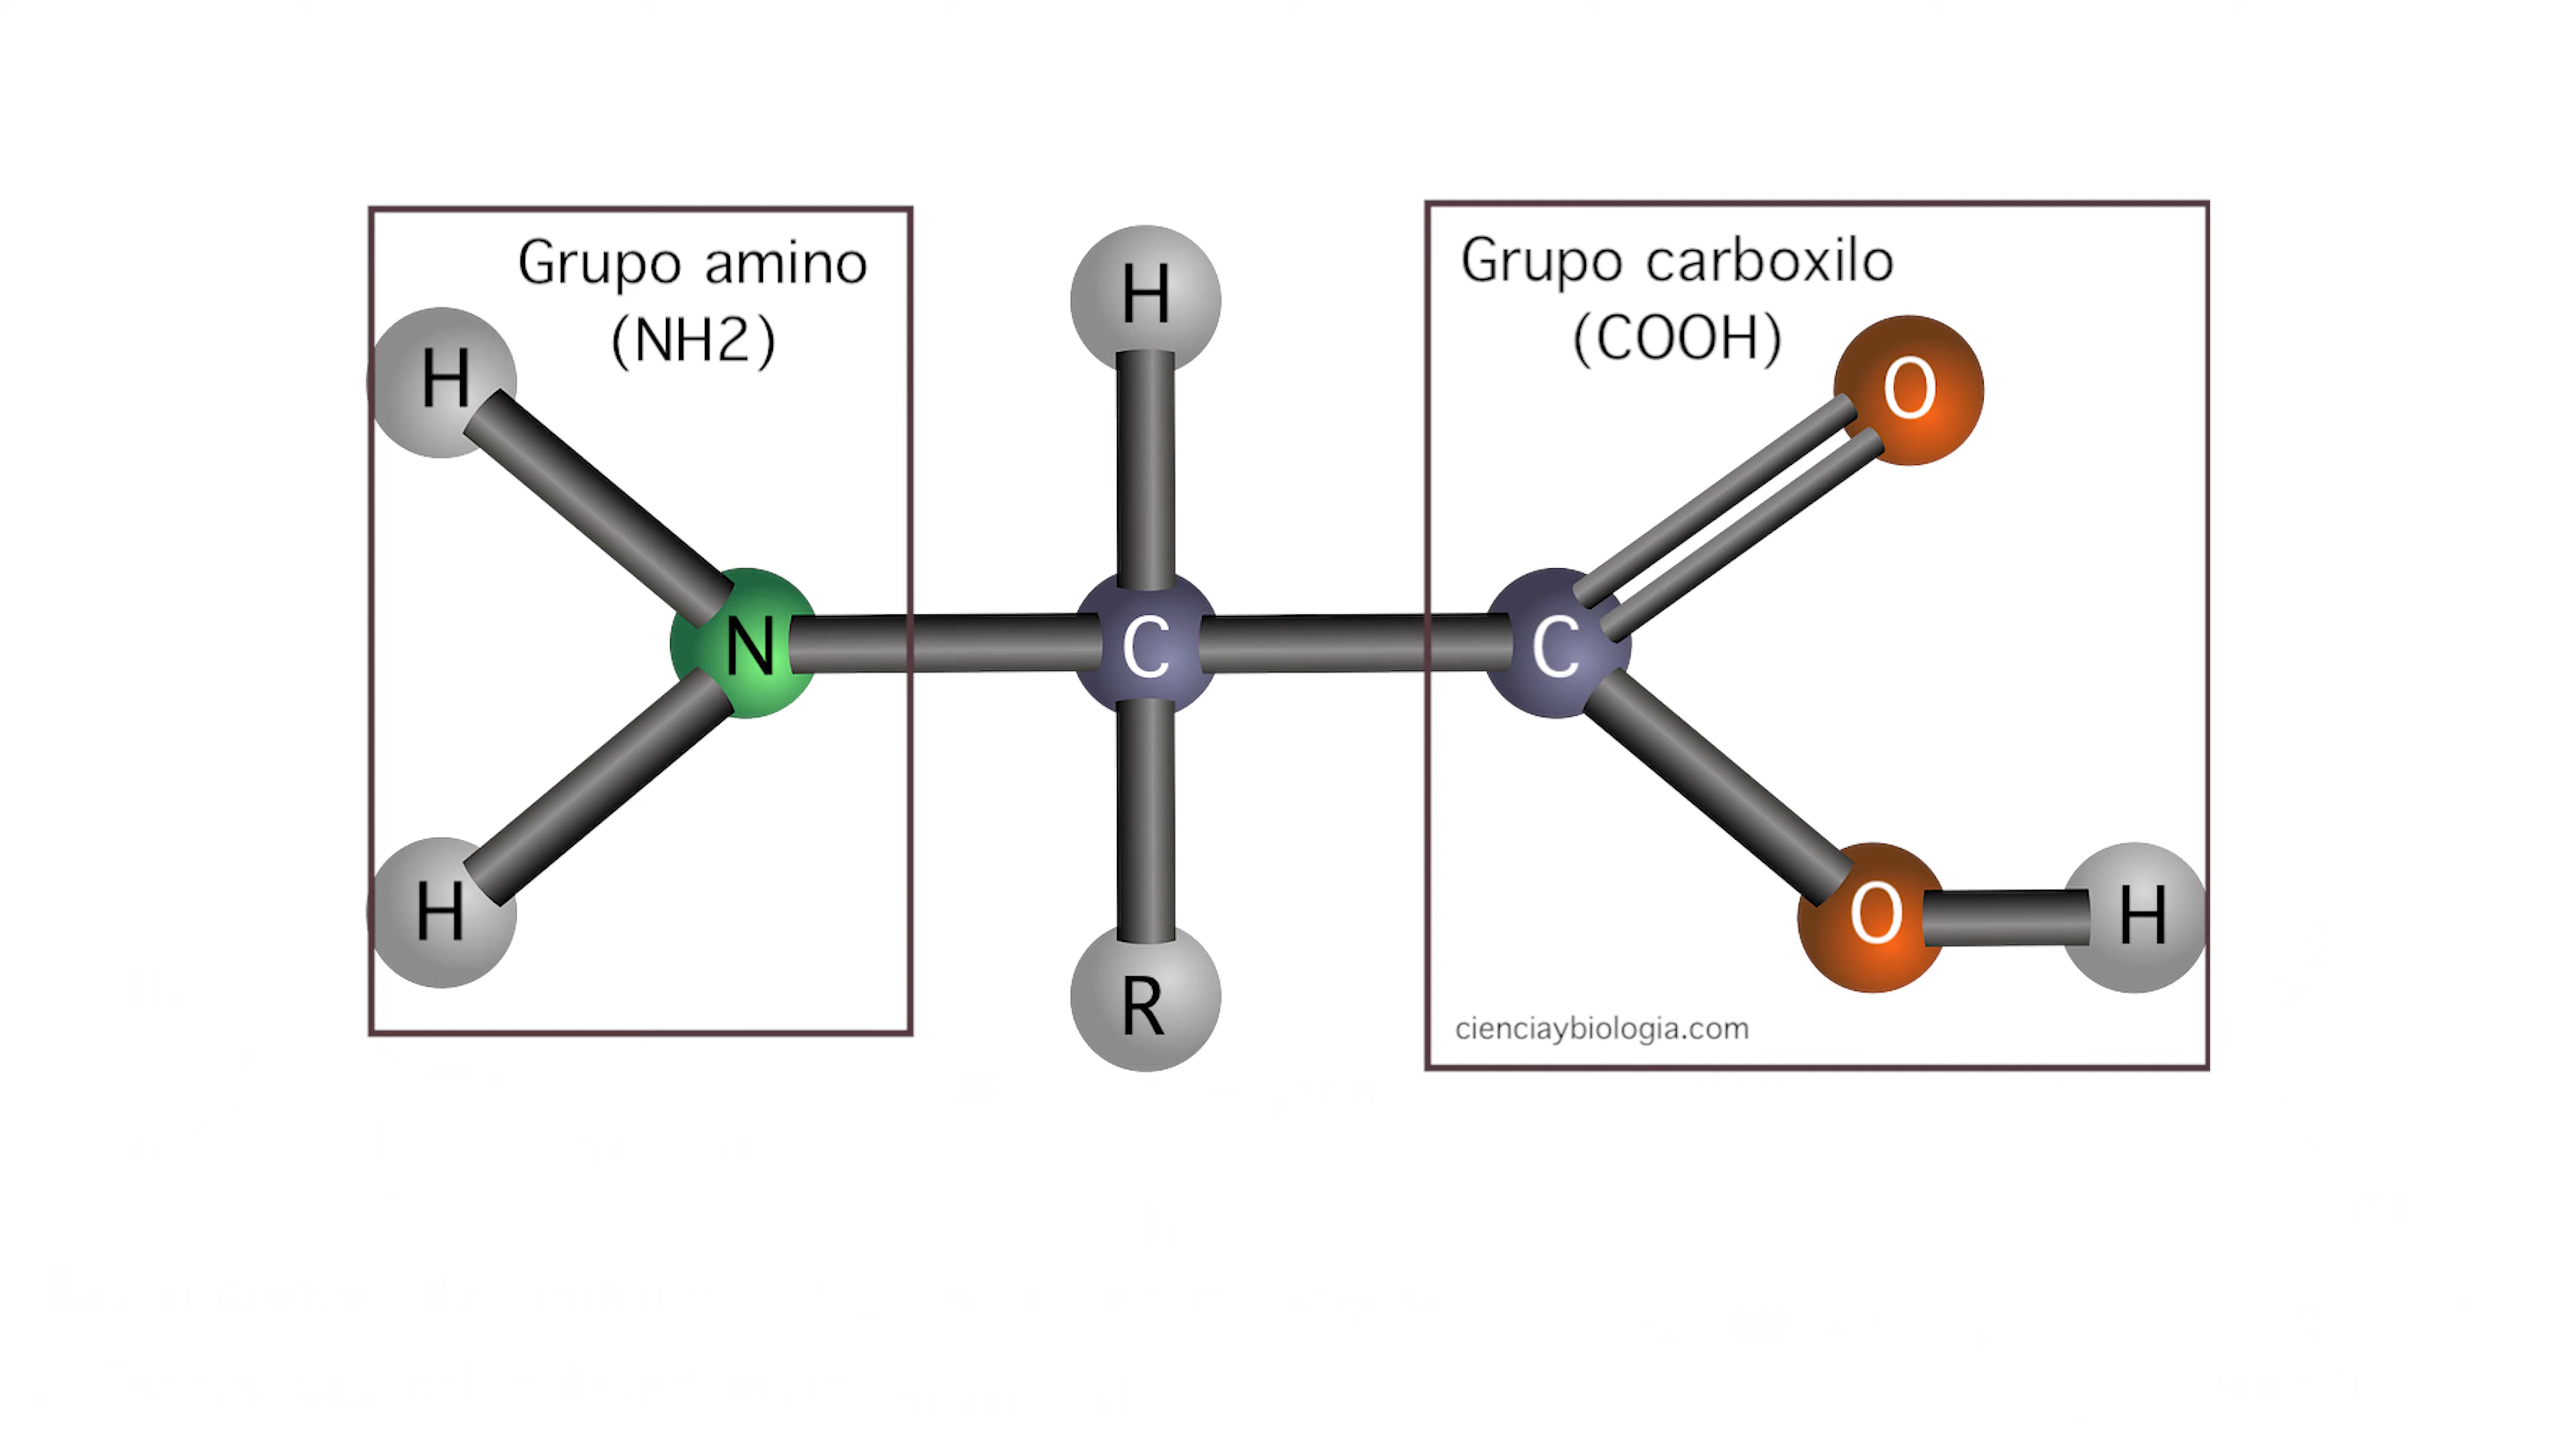 Grupo amino
(NH2)
Grupo carboxilo
(COOH)
H
H
O
N
C
C
H
O
H
R
cienciaybiologia.com